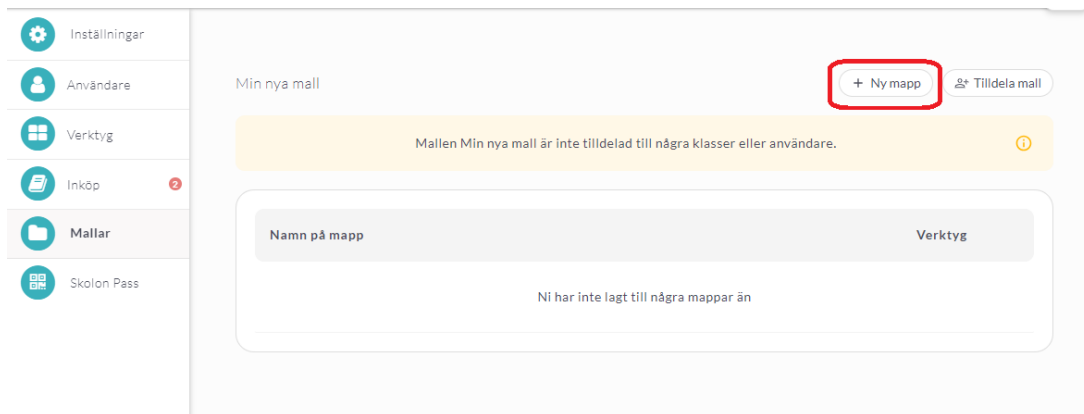 Inställningar
Användare
Verktyg
Inköp 2
Mallar
Skolon Pass
Min nya mall
+ Ny mapp
Tilldela mall
Mallen Min nya mall är inte tilldelad till några klasser eller användare.
Namn på mapp Verktyg
Ni har inte lagt till några mappar än